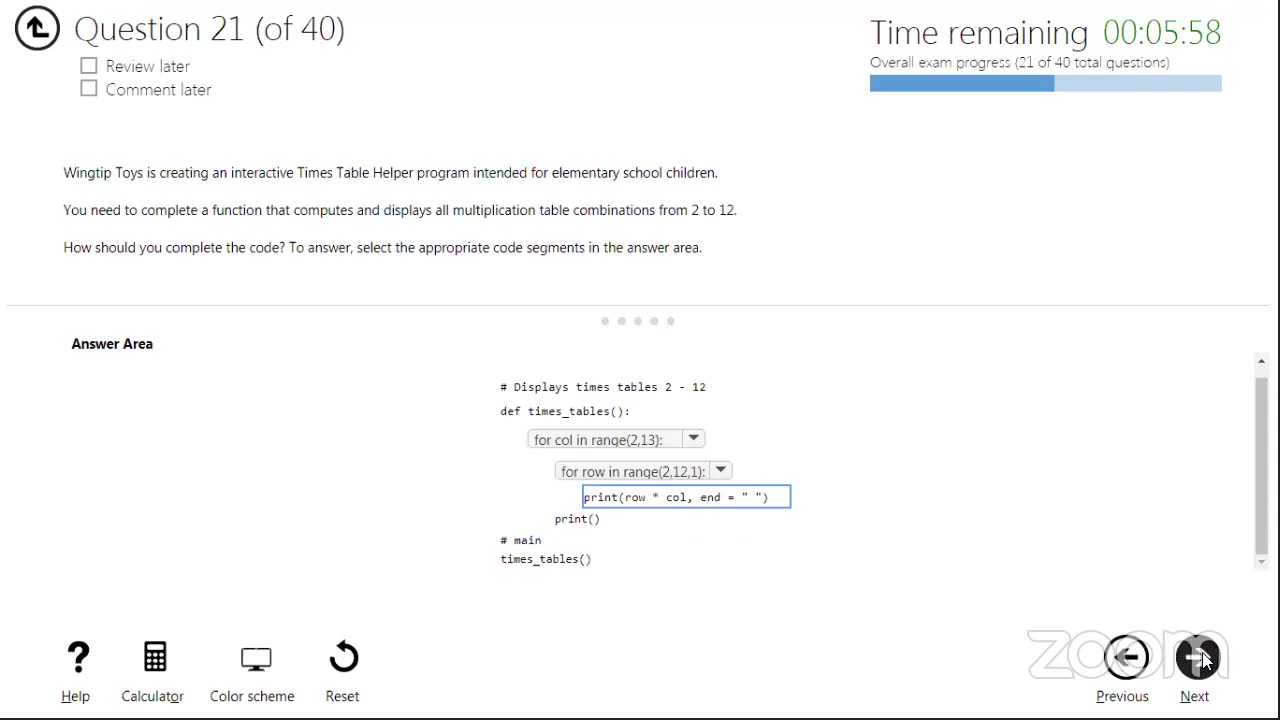 Question 21 (of 40)
Time remaining 00:05:58
Review later
Overall exam progress (21 of 40 total questions)
Comment later
Wingtip Toys is creating an interactive Times Table Helper program intended for elementary school children.
You need to complete a function that computes and displays all multiplication table combinations from 2 to 12.
How should you complete the code? To answer, select the appropriate code segments in the answer area.
Answer Area
# Displays times tables 2 - 12
def times_tables():
for col in range(2,13):
for row in range(2,12,1):
print(row * col, end = " ")
print()
# main
times_tables()
zoom
Help
Calculator
Color scheme
Reset
Previous
Next